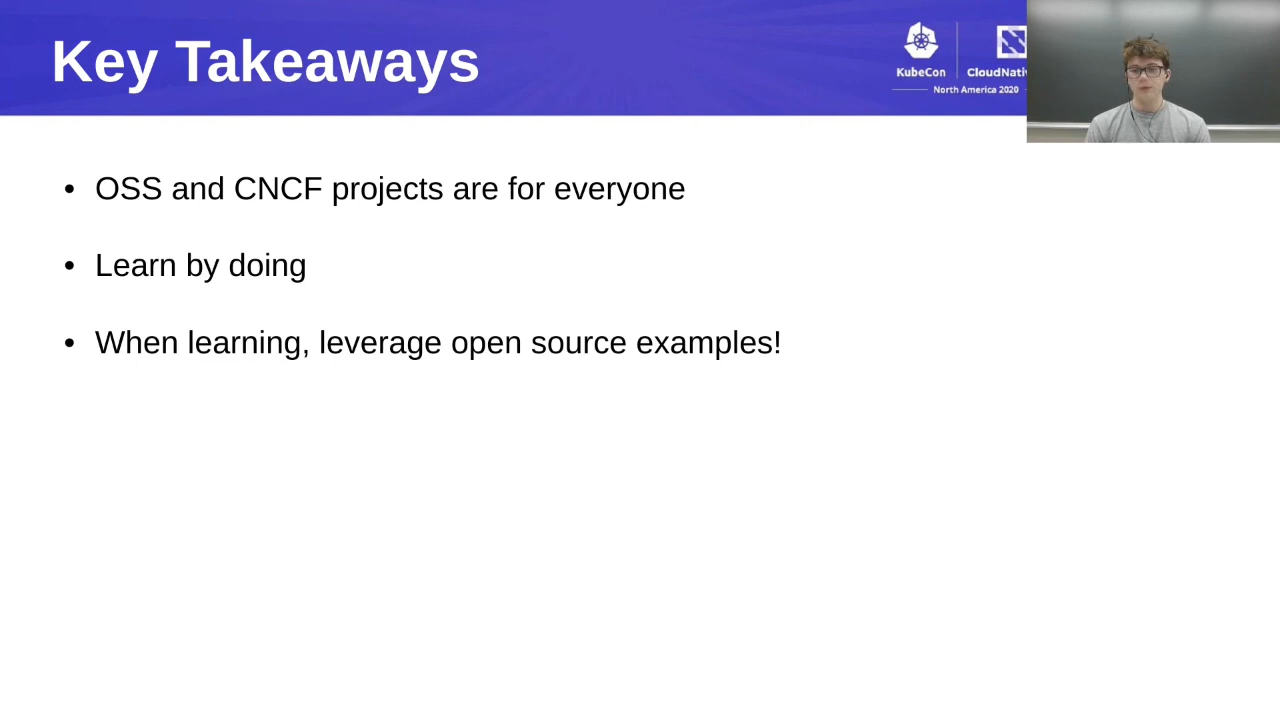 Key Takeaways
KubeCon
CloudNati
North America 2020
• OSS and CNCF projects are for everyone
• Learn by doing
• When learning, leverage open source examples!